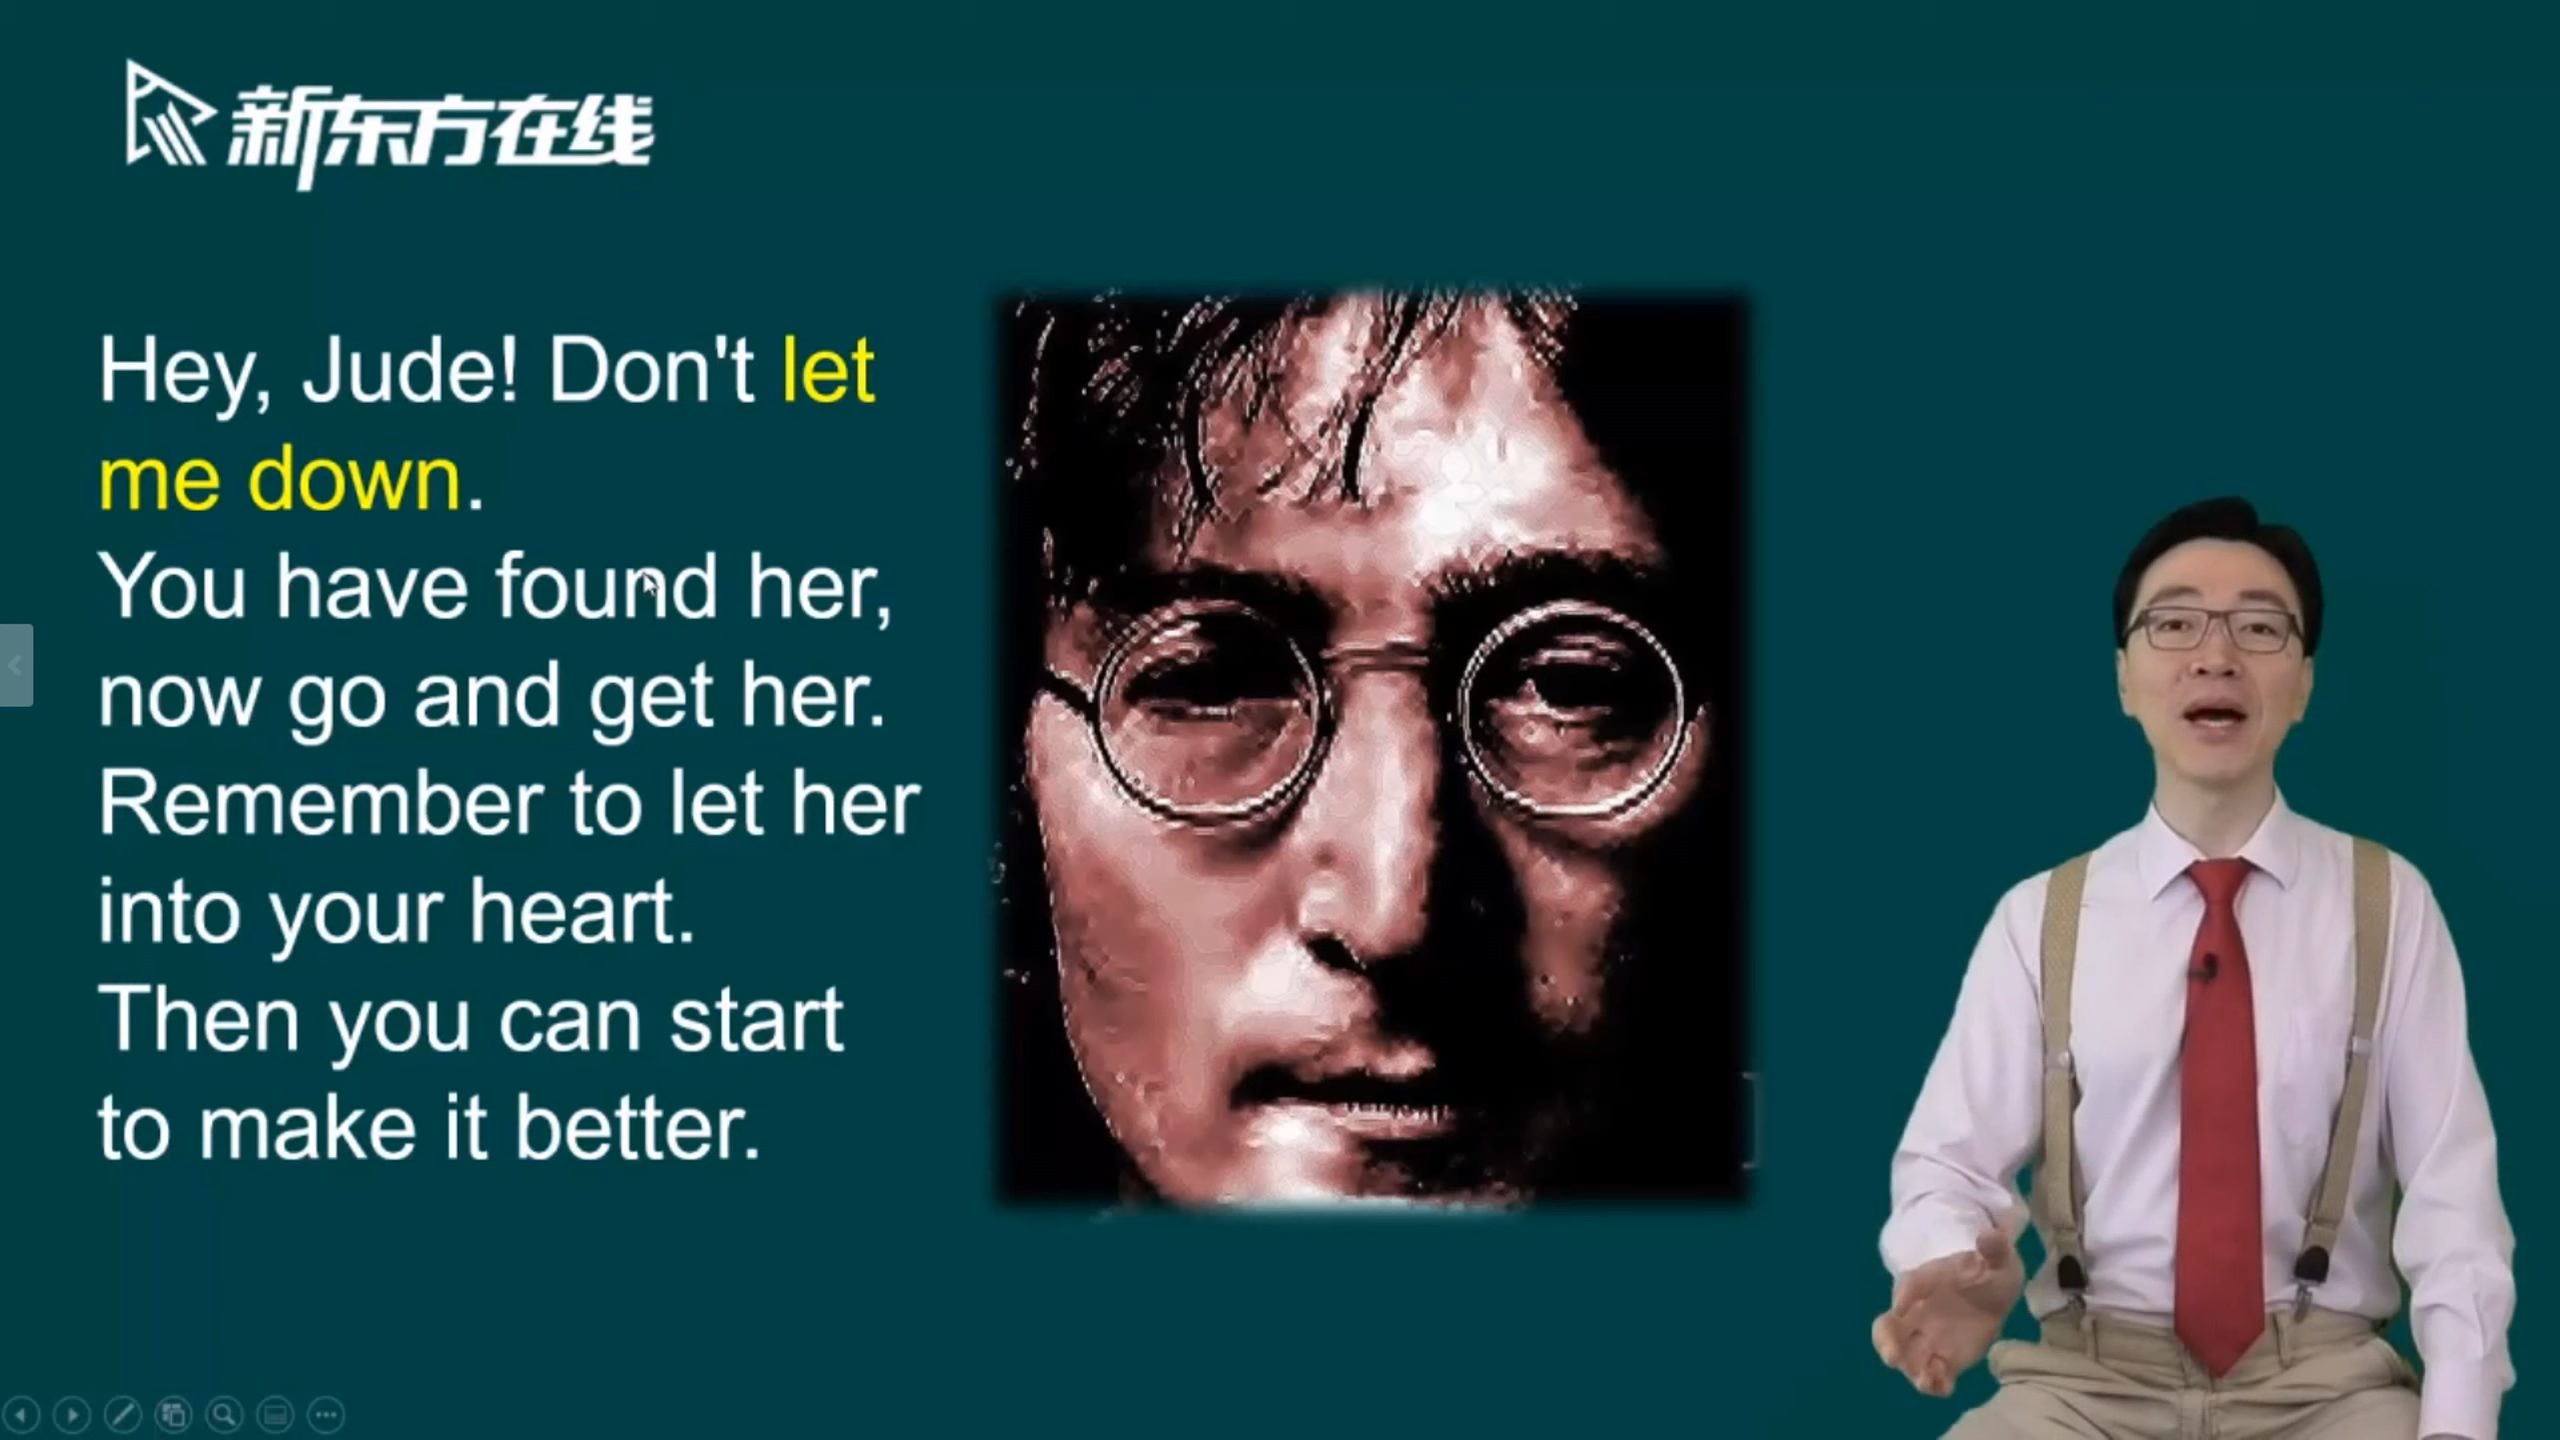 新东方在线
Hey, Jude! Don't let
me down.
You have found her,
now go and get her.
Remember to let her
into your heart.
Then you can start
to make it better.